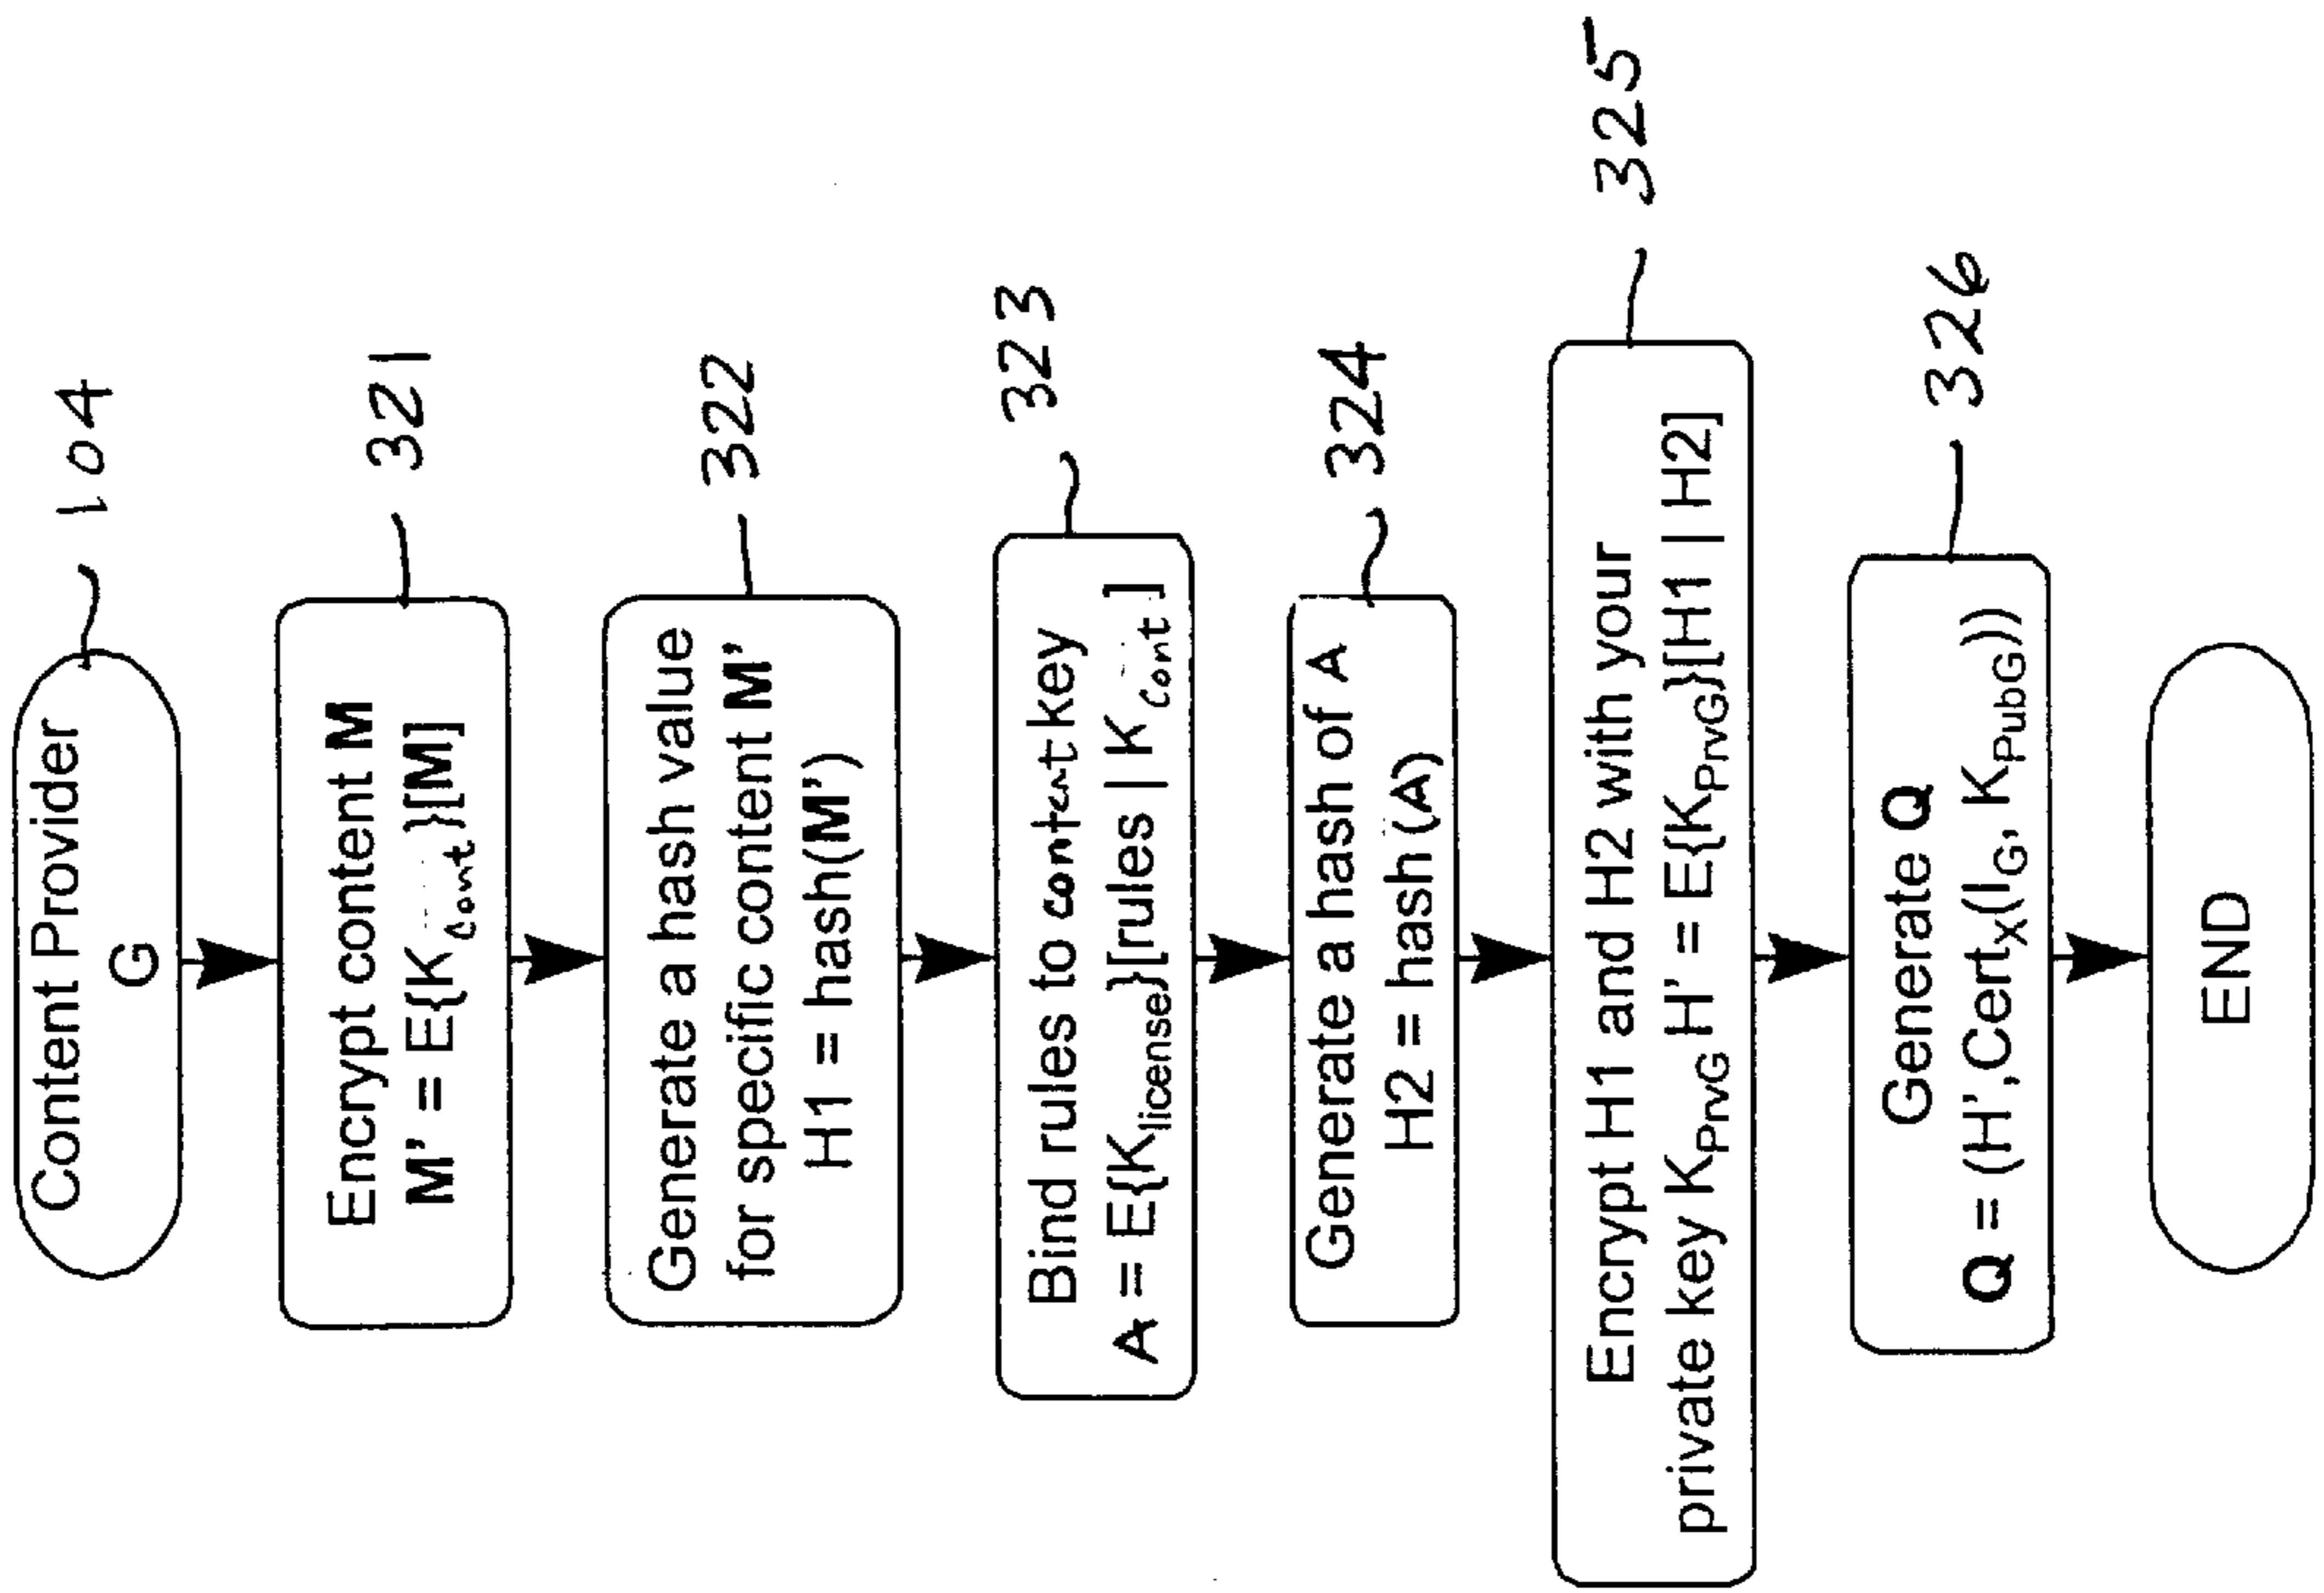 Content Provider
G
104
Encrypt content M
M' = E{K_Cont}[M]
321
Generate a hash value
for specific content M'
H1 = hash(M')
322
Bind rules to content key
A = E{K_license}[rules | K_Cont]
323
Generate a hash of A
H2 = hash (A)
324
Encrypt H1 and H2 with your
private key K_PrvG H' = E{K_PrvG}[H1 | H2]
325
Generate Q
Q = (H',Cert_X(I_G, K_PubG))
326
END